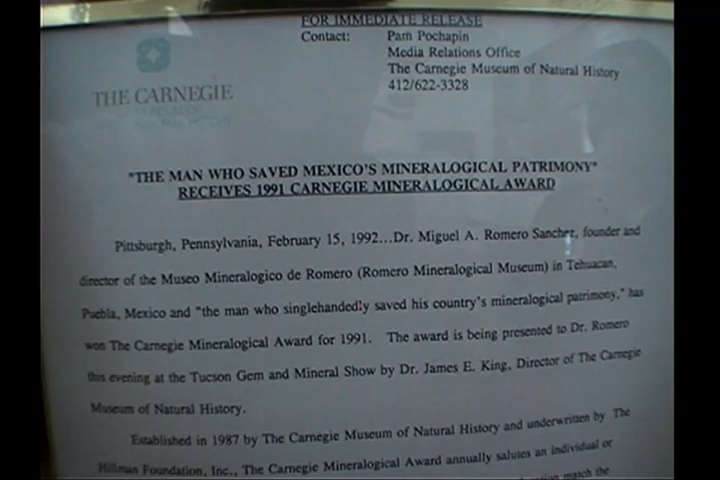 FOR IMMEDIATE RELEASE
Contact: Pam Pochapin
Media Relations Office
The Carnegie Museum of Natural History
412/622-3328
THE CARNEGIE
"THE MAN WHO SAVED MEXICO'S MINERALOGICAL PATRIMONY"
RECEIVES 1991 CARNEGIE MINERALOGICAL AWARD
Pittsburgh, Pennsylvania, February 15, 1992...Dr. Miguel A. Romero Sanchez, founder and
director of the Museo Mineralogico de Romero (Romero Mineralogical Museum) in Tehuacan,
Puebla, Mexico and "the man who singlehandedly saved his country's mineralogical patrimony," has
won The Carnegie Mineralogical Award for 1991. The award is being presented to Dr. Romero
this evening at the Tucson Gem and Mineral Show by Dr. James E. King, Director of The Carnegie
Museum of Natural History.
Established in 1987 by The Carnegie Museum of Natural History and underwritten by The
Hillman Foundation, Inc., The Carnegie Mineralogical Award annually salutes an individual or
match the